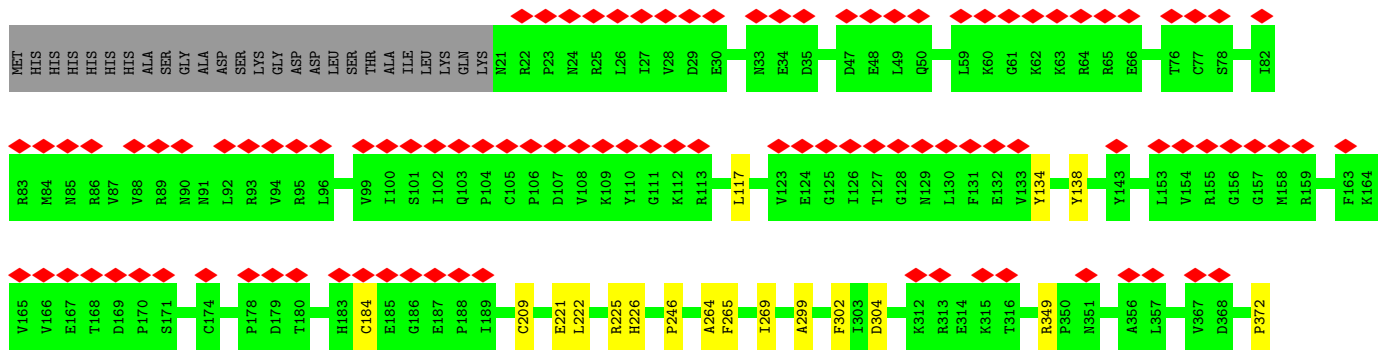 MET HIS HIS HIS HIS HIS HIS ALA SER GLY ALA ASP SER LYS GLY ASP ASP LEU SER THR ALA ILE LEU LYS GLN LYS N21 R22 P23 N24 R25 L26 I27 V28 D29 E30 N33 E34 D35 D47 E48 L49 Q50 L59 K60 G61 K62 K63 R64 R65 E66 T76 C77 S78 I82
R83 M84 N85 R86 V87 V88 R89 N90 N91 L92 R93 V94 R95 L96 V99 I100 S101 I102 Q103 P104 C105 P106 D107 V108 K109 Y110 G111 K112 R113 L117 V123 E124 G125 I126 T127 G128 N129 L130 F131 E132 V133 Y134 Y138 Y143 L153 V154 R155 G156 G157 M158 R159 F163 K164
V165 V166 E167 T168 D169 P170 S171 C174 P178 D179 T180 H183 C184 E185 G186 E187 P188 I189 C209 E221 L222 R225 H226 P246 A264 F265 I269 A299 F302 I303 D304 K312 R313 E314 K315 T316 R349 P350 N351 A356 L357 V367 D368 P372